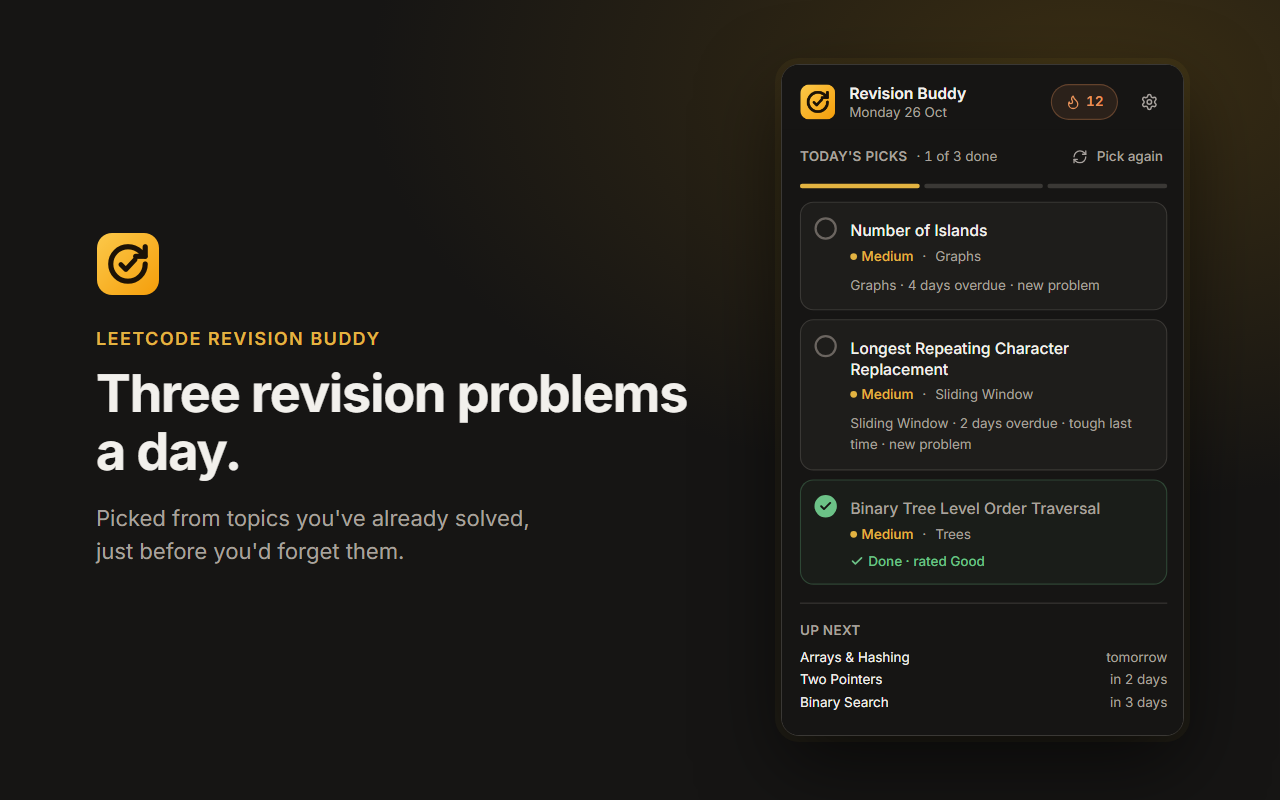 LEETCODE REVISION BUDDY
Three revision problems
a day.
Picked from topics you've already solved,
just before you'd forget them.
Revision Buddy
Monday 26 Oct
12
TODAY'S PICKS · 1 of 3 done
Pick again
Number of Islands
Medium · Graphs
Graphs · 4 days overdue · new problem
Longest Repeating Character
Replacement
Medium · Sliding Window
Sliding Window · 2 days overdue · tough last
time · new problem
Binary Tree Level Order Traversal
Medium · Trees
Done · rated Good
UP NEXT
Arrays & Hashing tomorrow
Two Pointers in 2 days
Binary Search in 3 days